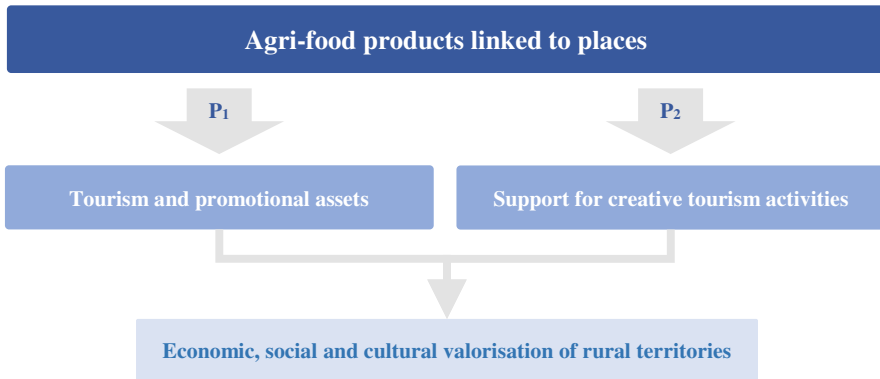 Agri-food products linked to places
P₁
P₂
Tourism and promotional assets
Support for creative tourism activities
Economic, social and cultural valorisation of rural territories